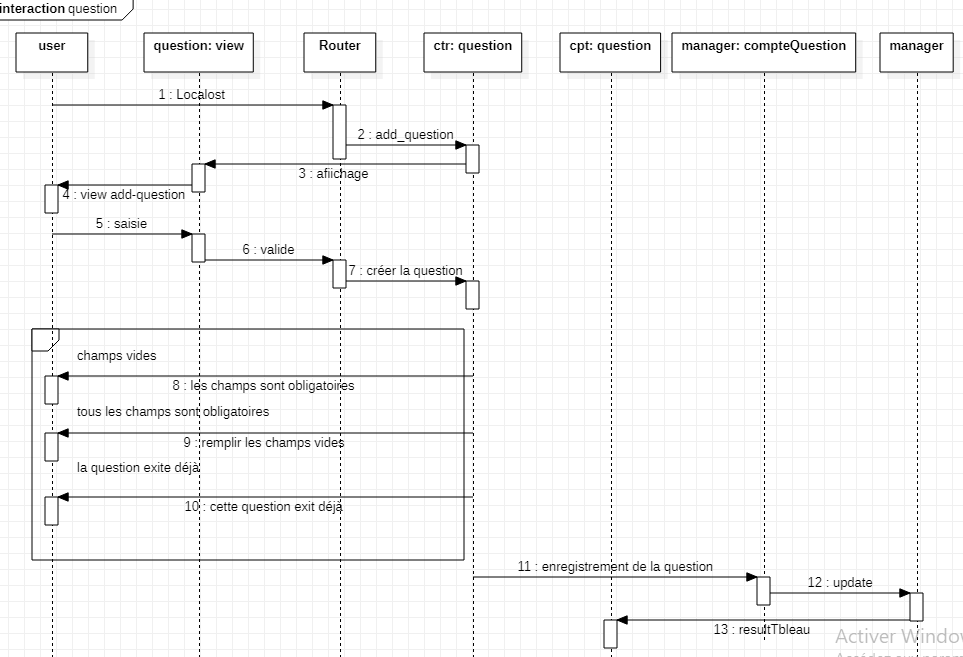 interaction question
user
question: view
Router
ctr: question
cpt: question
manager: compteQuestion
manager
1 : Localost
2 : add_question
3 : afiichage
4 : view add-question
5 : saisie
6 : valide
7 : créer la question
champs vides
8 : les champs sont obligatoires
tous les champs sont obligatoires
9 : remplir les champs vides
la question exite déjà
10 : cette question exit déjà
11 : enregistrement de la question
12 : update
13 : resultTbleau
Activer Window